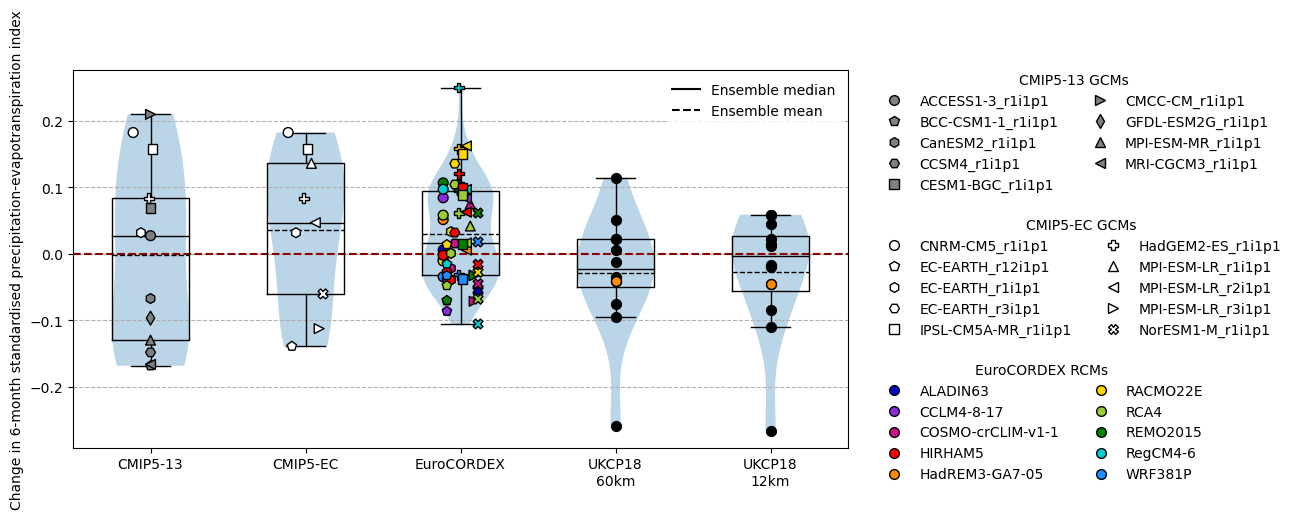 Change in 6-month standardised precipitation-evapotranspiration index
0.2
0.1
0.0
−0.1
−0.2
Ensemble median
Ensemble mean
CMIP5-13
CMIP5-EC
EuroCORDEX
UKCP18
60km
UKCP18
12km
CMIP5-13 GCMs
ACCESS1-3_r1i1p1
BCC-CSM1-1_r1i1p1
CanESM2_r1i1p1
CCSM4_r1i1p1
CESM1-BGC_r1i1p1
CMCC-CM_r1i1p1
GFDL-ESM2G_r1i1p1
MPI-ESM-MR_r1i1p1
MRI-CGCM3_r1i1p1
CMIP5-EC GCMs
CNRM-CM5_r1i1p1
EC-EARTH_r12i1p1
EC-EARTH_r1i1p1
EC-EARTH_r3i1p1
IPSL-CM5A-MR_r1i1p1
HadGEM2-ES_r1i1p1
MPI-ESM-LR_r1i1p1
MPI-ESM-LR_r2i1p1
MPI-ESM-LR_r3i1p1
NorESM1-M_r1i1p1
EuroCORDEX RCMs
ALADIN63
CCLM4-8-17
COSMO-crCLIM-v1-1
HIRHAM5
HadREM3-GA7-05
RACMO22E
RCA4
REMO2015
RegCM4-6
WRF381P